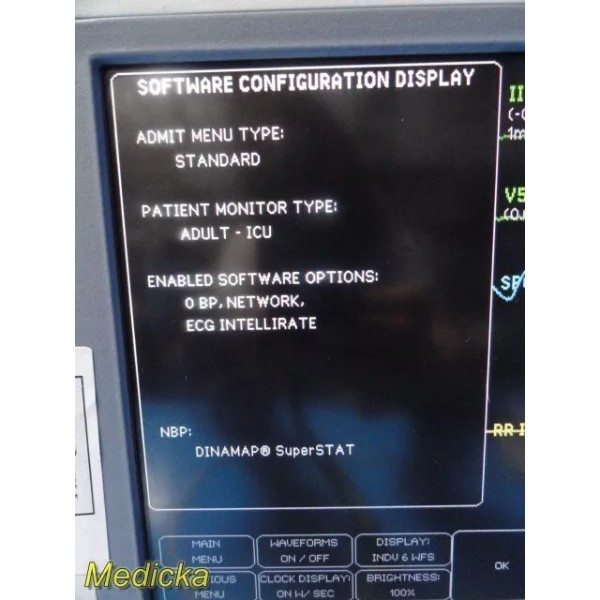 SOFTWARE CONFIGURATION DISPLAY
ADMIT MENU TYPE:
STANDARD
PATIENT MONITOR TYPE:
ADULT - ICU
ENABLED SOFTWARE OPTIONS:
0 BP, NETWORK,
ECG INTELLIRATE
NBP:
DINAMAP® SuperSTAT
II
V5
RR
MAIN
MENU
WAVEFORMS
ON / OFF
DISPLAY:
INDV 6 WFS
OK
MENU
CLOCK DISPLAY:
ON W/ SEC
BRIGHTNESS:
100%
Medicka